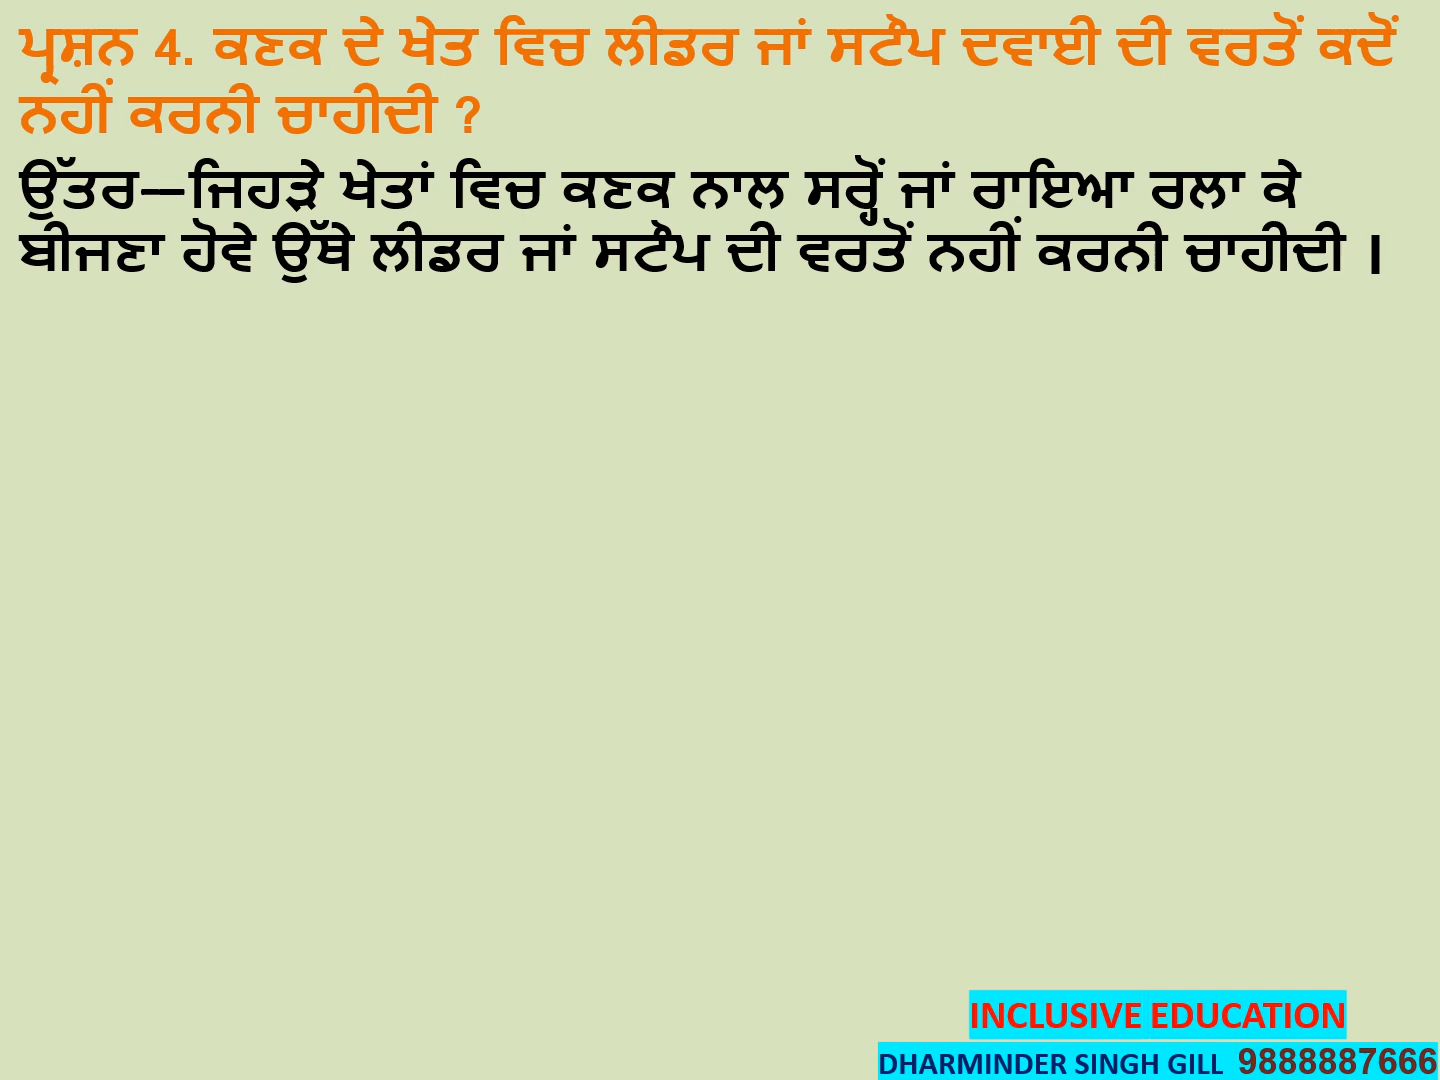 ਪ੍ਰਸ਼ਨ 4. ਕਣਕ ਦੇ ਖੇਤ ਵਿਚ ਲੀਡਰ ਜਾਂ ਸਟੌਪ ਦਵਾਈ ਦੀ ਵਰਤੋਂ ਕਦੋਂ
ਨਹੀਂ ਕਰਨੀ ਚਾਹੀਦੀ ?
ਉੱਤਰ—ਜਿਹੜੇ ਖੇਤਾਂ ਵਿਚ ਕਣਕ ਨਾਲ ਸਰ੍ਹੋਂ ਜਾਂ ਰਾਇਆ ਰਲਾ ਕੇ
ਬੀਜਣਾ ਹੋਵੇ ਉੱਥੇ ਲੀਡਰ ਜਾਂ ਸਟੌਪ ਦੀ ਵਰਤੋਂ ਨਹੀਂ ਕਰਨੀ ਚਾਹੀਦੀ ।
INCLUSIVE EDUCATION
DHARMINDER SINGH GILL 9888887666